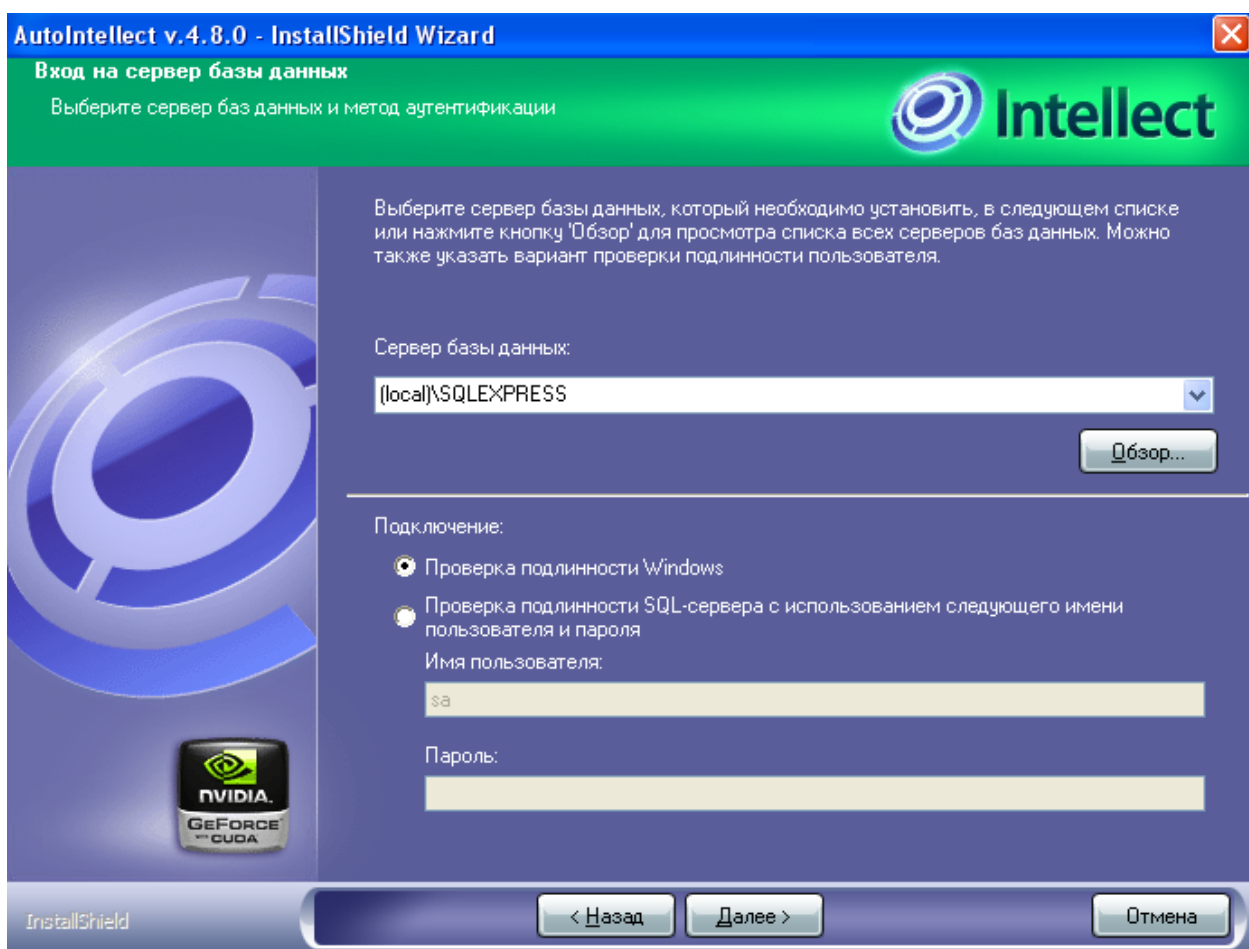 AutoIntellect v.4.8.0 - InstallShield Wizard
Вход на сервер базы данных
Выберите сервер баз данных и метод аутентификации
Intellect
Выберите сервер базы данных, который необходимо установить, в следующем списке
или нажмите кнопку 'Обзор' для просмотра списка всех серверов баз данных. Можно
также указать вариант проверки подлинности пользователя.
Сервер базы данных:
(local)\SQLEXPRESS
Обзор...
Подключение:
Проверка подлинности Windows
Проверка подлинности SQL-сервера с использованием следующего имени
пользователя и пароля
Имя пользователя:
sa
Пароль:
NVIDIA.
GEFORCE
WITH CUDA
InstallShield
< Назад
Далее >
Отмена